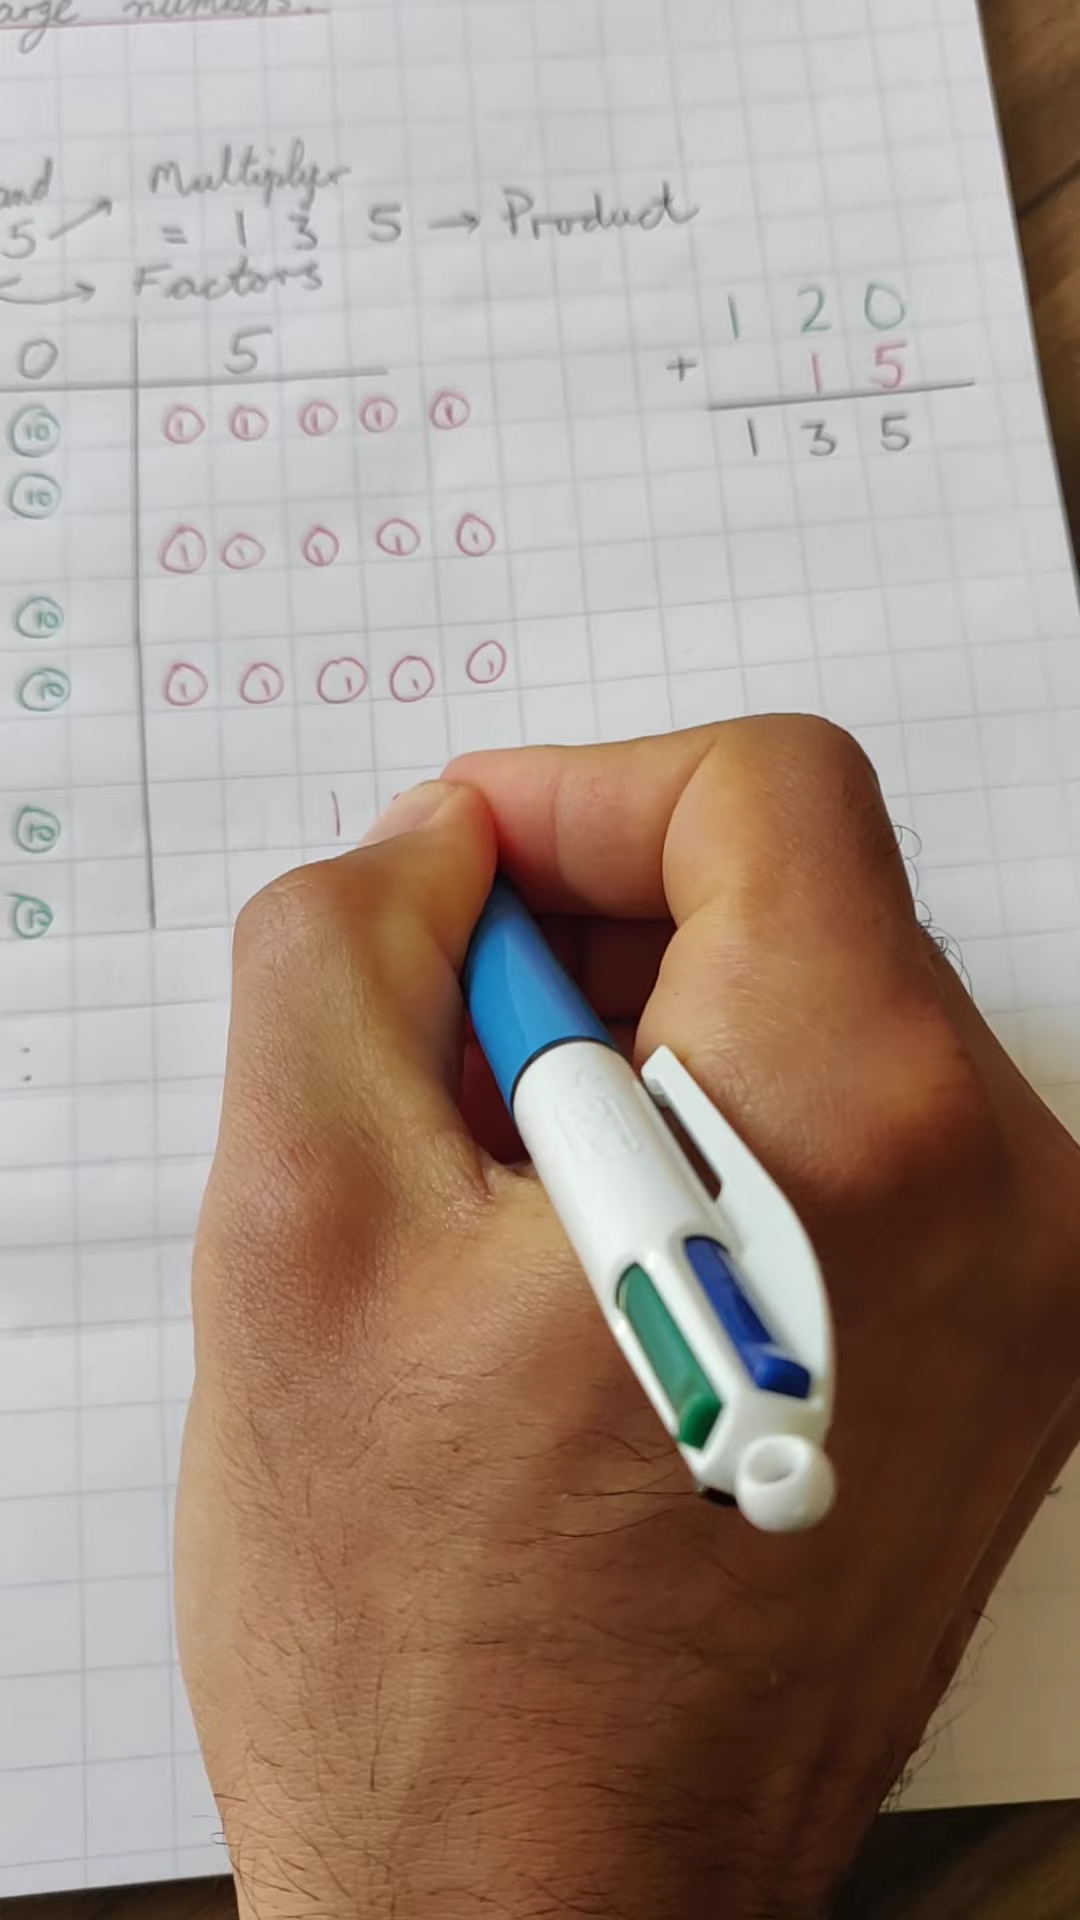 arge numbers.
and Multiplyer
5 = 1 3 5 → Product
Factors
0 5
1 2 0
+ 1 5
1 3 5
10 1 1 1 1 1
10
1 1 1 1 1
10
10 1 1 1 1 1
10 1
10